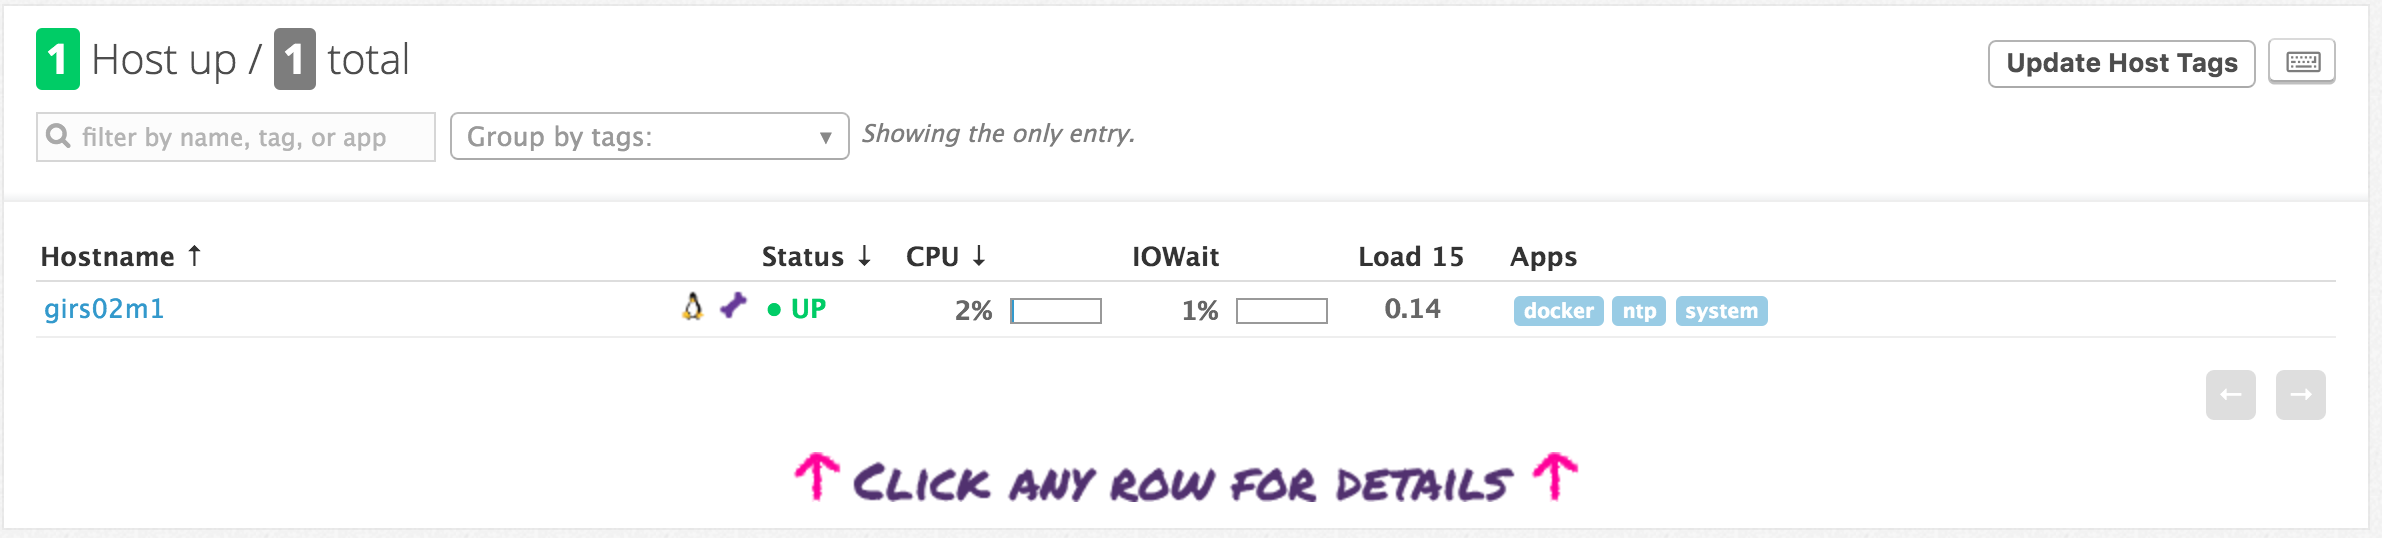 1 Host up / 1 total
Update Host Tags
filter by name, tag, or app
Group by tags: ▼
Showing the only entry.
Hostname ↑ Status ↓ CPU ↓ IOWait Load 15 Apps
girs02m1 UP 2% 1% 0.14 docker ntp system
← →
↑ CLICK ANY ROW FOR DETAILS ↑